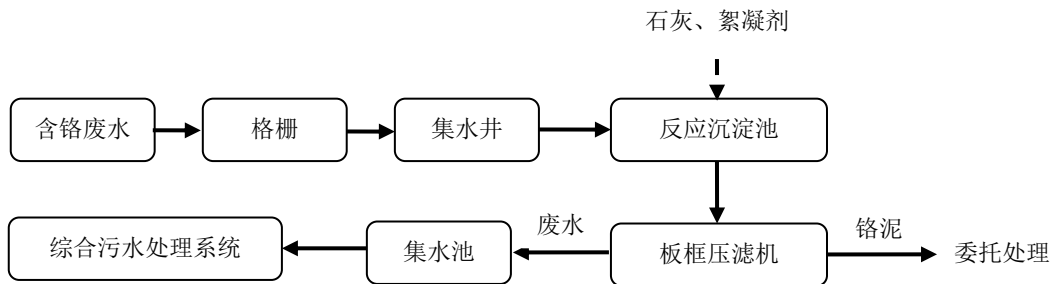 石灰、絮凝剂
含铬废水
格栅
集水井
反应沉淀池
综合污水处理系统
集水池
废水
板框压滤机
铬泥
委托处理